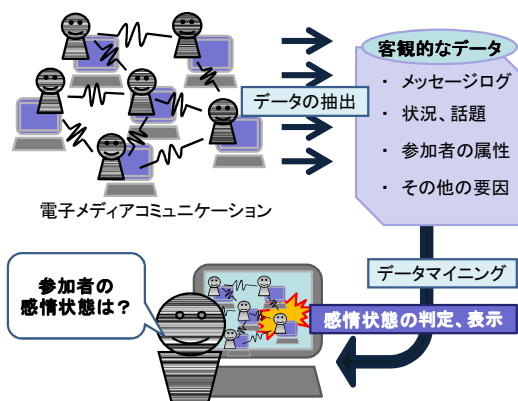 客観的なデータ
・ メッセージログ
データの抽出
・ 状況、話題
・ 参加者の属性
・ その他の要因
電子メディアコミュニケーション
データマイニング
参加者の
感情状態は?
感情状態の判定、表示